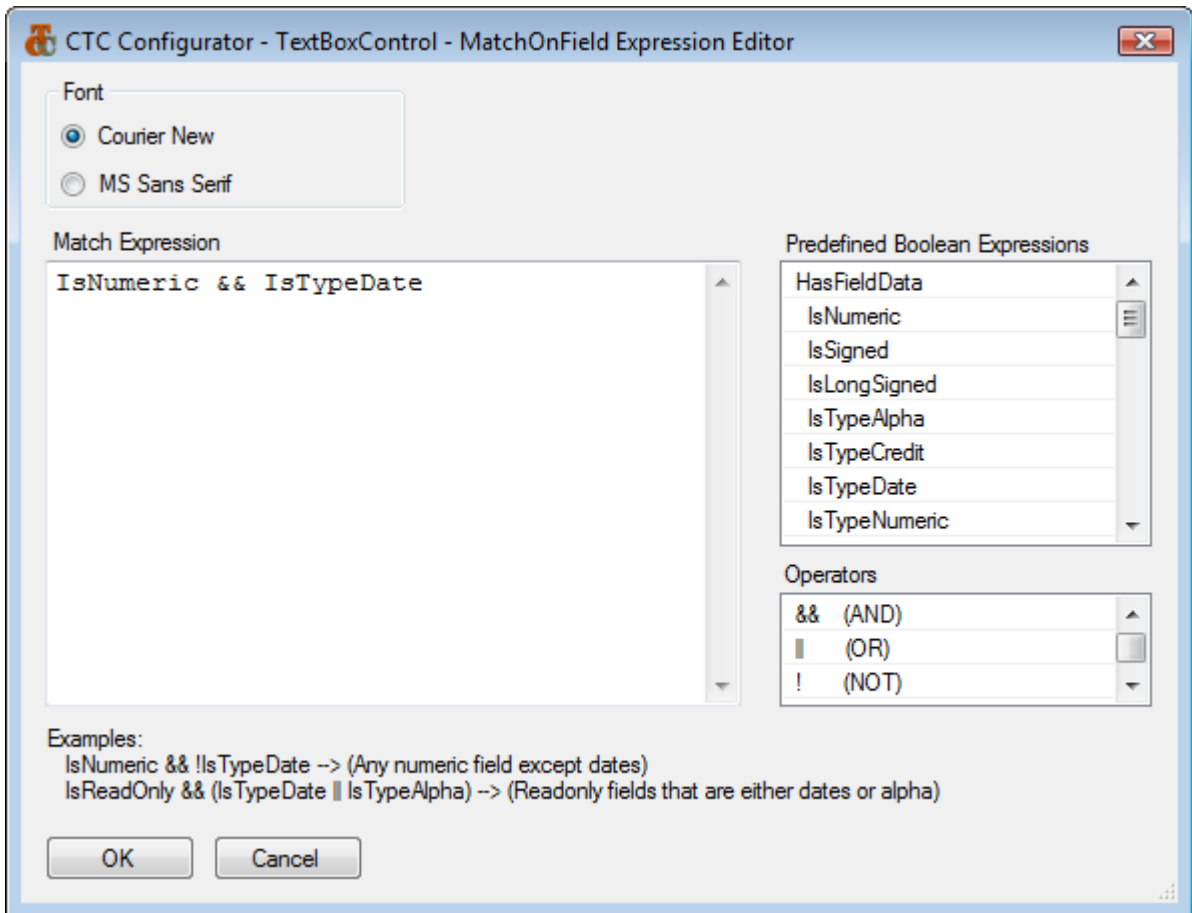 CTC Configurator - TextBoxControl - MatchOnField Expression Editor
Font
Courier New
MS Sans Serif
Match Expression
IsNumeric && IsTypeDate
Predefined Boolean Expressions
HasFieldData
IsNumeric
IsSigned
IsLongSigned
IsTypeAlpha
IsTypeCredit
IsTypeDate
IsTypeNumeric
Operators
&& (AND)
|| (OR)
! (NOT)
Examples:
IsNumeric && !IsTypeDate --> (Any numeric field except dates)
IsReadOnly && (IsTypeDate || IsTypeAlpha) --> (Readonly fields that are either dates or alpha)
OK
Cancel